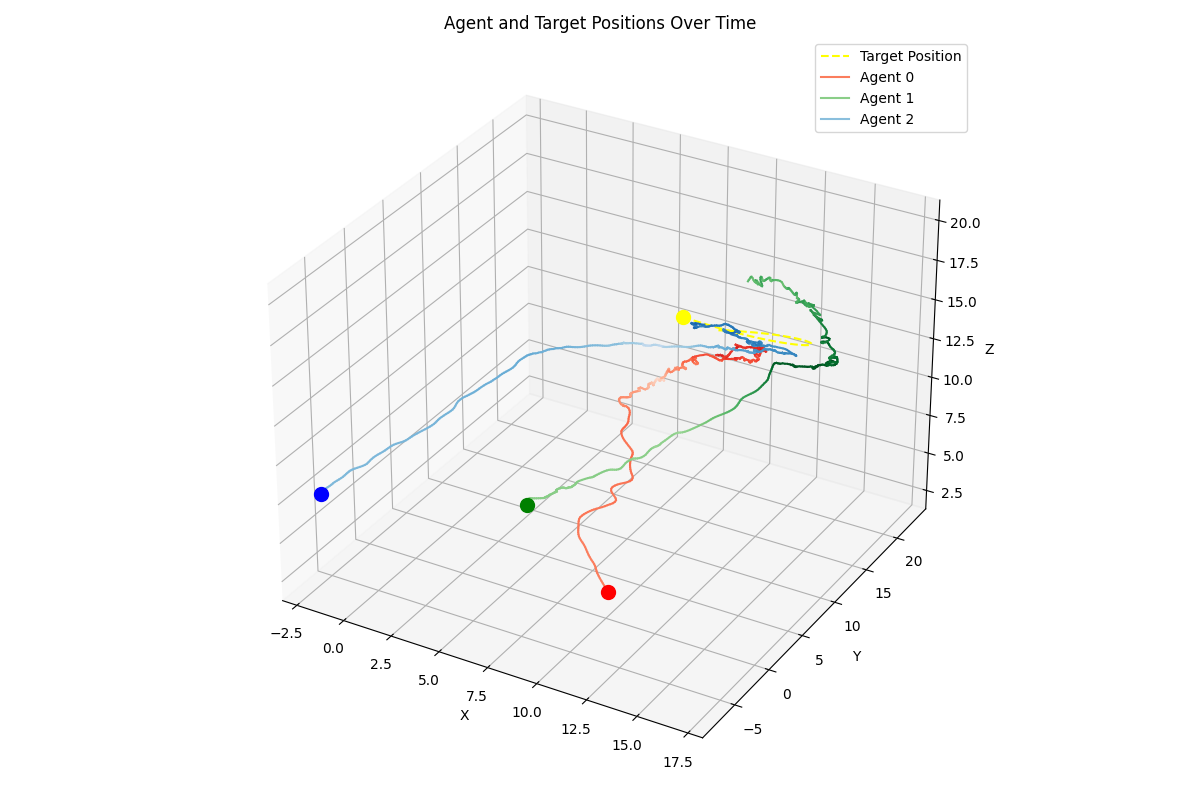 Agent and Target Positions Over Time
Target Position
Agent 0
Agent 1
Agent 2
20.0
17.5
15.0
12.5
10.0
7.5
5.0
2.5
Z
20
15
10
5
0
−5
Y
−2.5
0.0
2.5
5.0
7.5
10.0
12.5
15.0
17.5
X